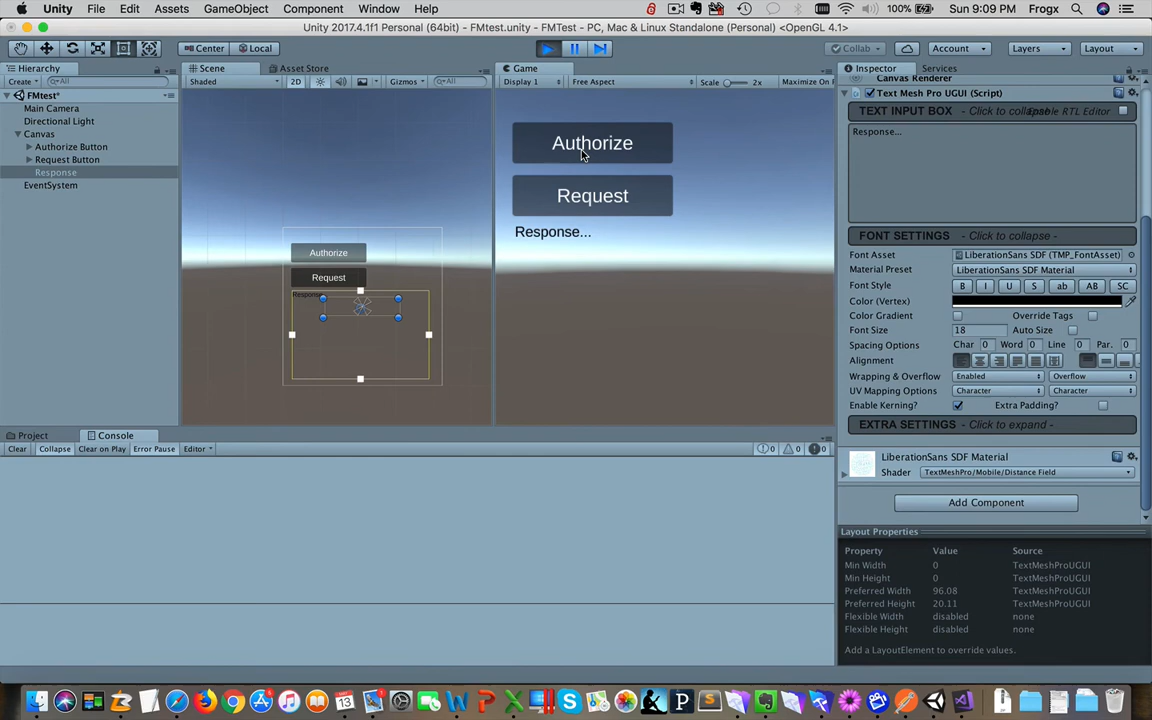 Unity File Edit Assets GameObject Component Window Help 100% Sun 9:09 PM Frogx
Unity 2017.4.1f1 Personal (64bit) - FMtest.unity - FMTest - PC, Mac & Linux Standalone (Personal) <OpenGL 4.1>
Center Local Collab Account Layers Layout
Hierarchy Scene Asset Store Game Inspector Services
Create All Shaded 2D Gizmos All Display 1 Free Aspect Scale 2x Maximize On P
Canvas Renderer
FMtest*
Main Camera
Directional Light
Canvas
Authorize Button
Request Button
Response
EventSystem
Authorize
Request
Response...
Authorize
Request
Response...
Text Mesh Pro UGUI (Script)
TEXT INPUT BOX - Click to collapse Enable RTL Editor
Response...
FONT SETTINGS - Click to collapse -
Font Asset LiberationSans SDF (TMP_FontAsset)
Material Preset LiberationSans SDF Material
Font Style B I U S ab AB SC
Color (Vertex)
Color Gradient Override Tags
Font Size 18 Auto Size
Spacing Options Char 0 Word 0 Line 0 Par. 0
Alignment
Wrapping & Overflow Enabled Overflow
UV Mapping Options Character Character
Enable Kerning? Extra Padding?
EXTRA SETTINGS - Click to expand -
LiberationSans SDF Material
Shader TextMeshPro/Mobile/Distance Field
Add Component
Project Console
Clear Collapse Clear on Play Error Pause Editor 0 0 0
Layout Properties
Property Value Source
Min Width 0 TextMeshProUGUI
Min Height 0 TextMeshProUGUI
Preferred Width 96.08 TextMeshProUGUI
Preferred Height 20.11 TextMeshProUGUI
Flexible Width disabled none
Flexible Height disabled none
Add a LayoutElement to override values.